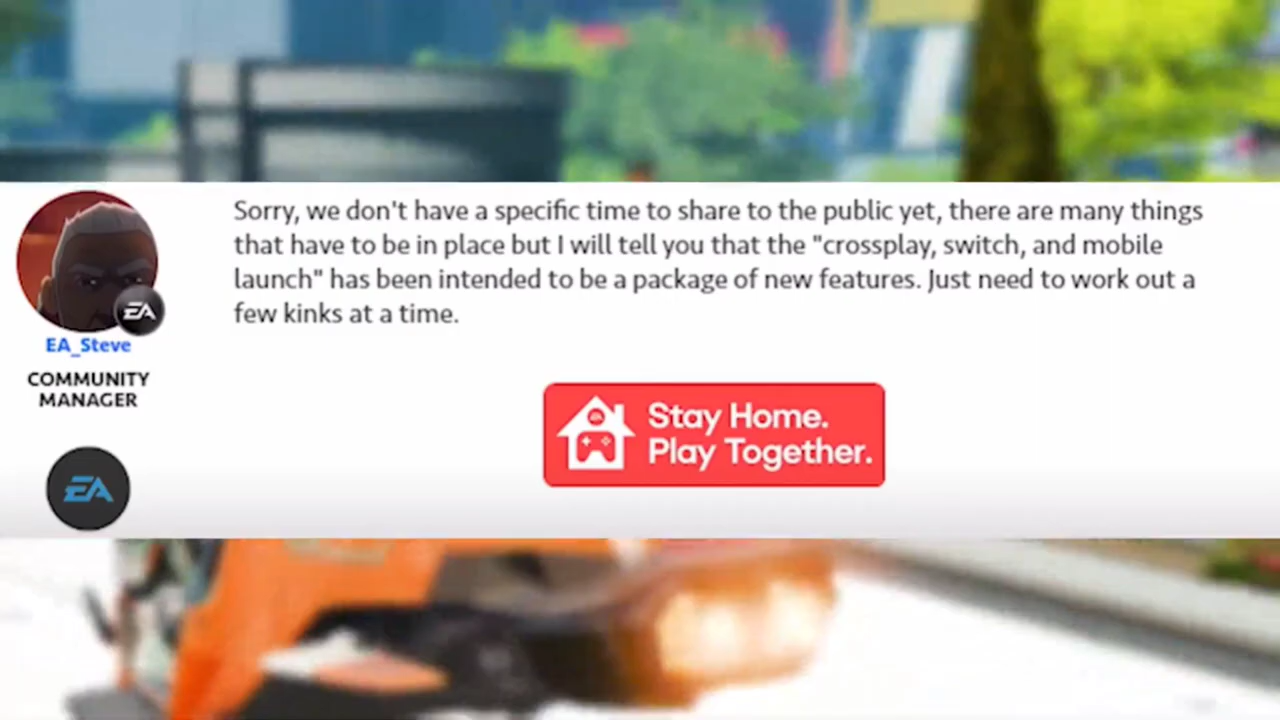 Sorry, we don't have a specific time to share to the public yet, there are many things
that have to be in place but I will tell you that the "crossplay, switch, and mobile
launch" has been intended to be a package of new features. Just need to work out a
few kinks at a time.
EA
EA_Steve
COMMUNITY
MANAGER
EA
Stay Home.
Play Together.